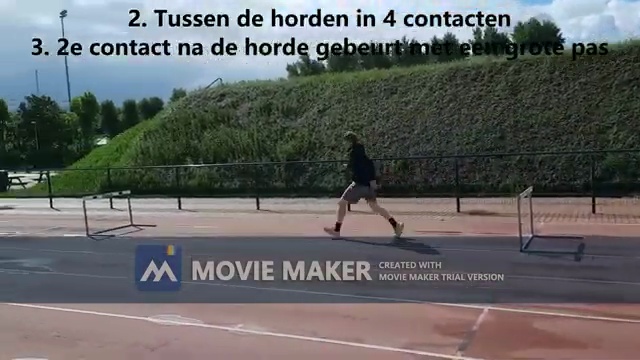 2. Tussen de horden in 4 contacten
3. 2e contact na de horde gebeurt met een grote pas
MOVIE MAKER
CREATED WITH
MOVIE MAKER TRIAL VERSION